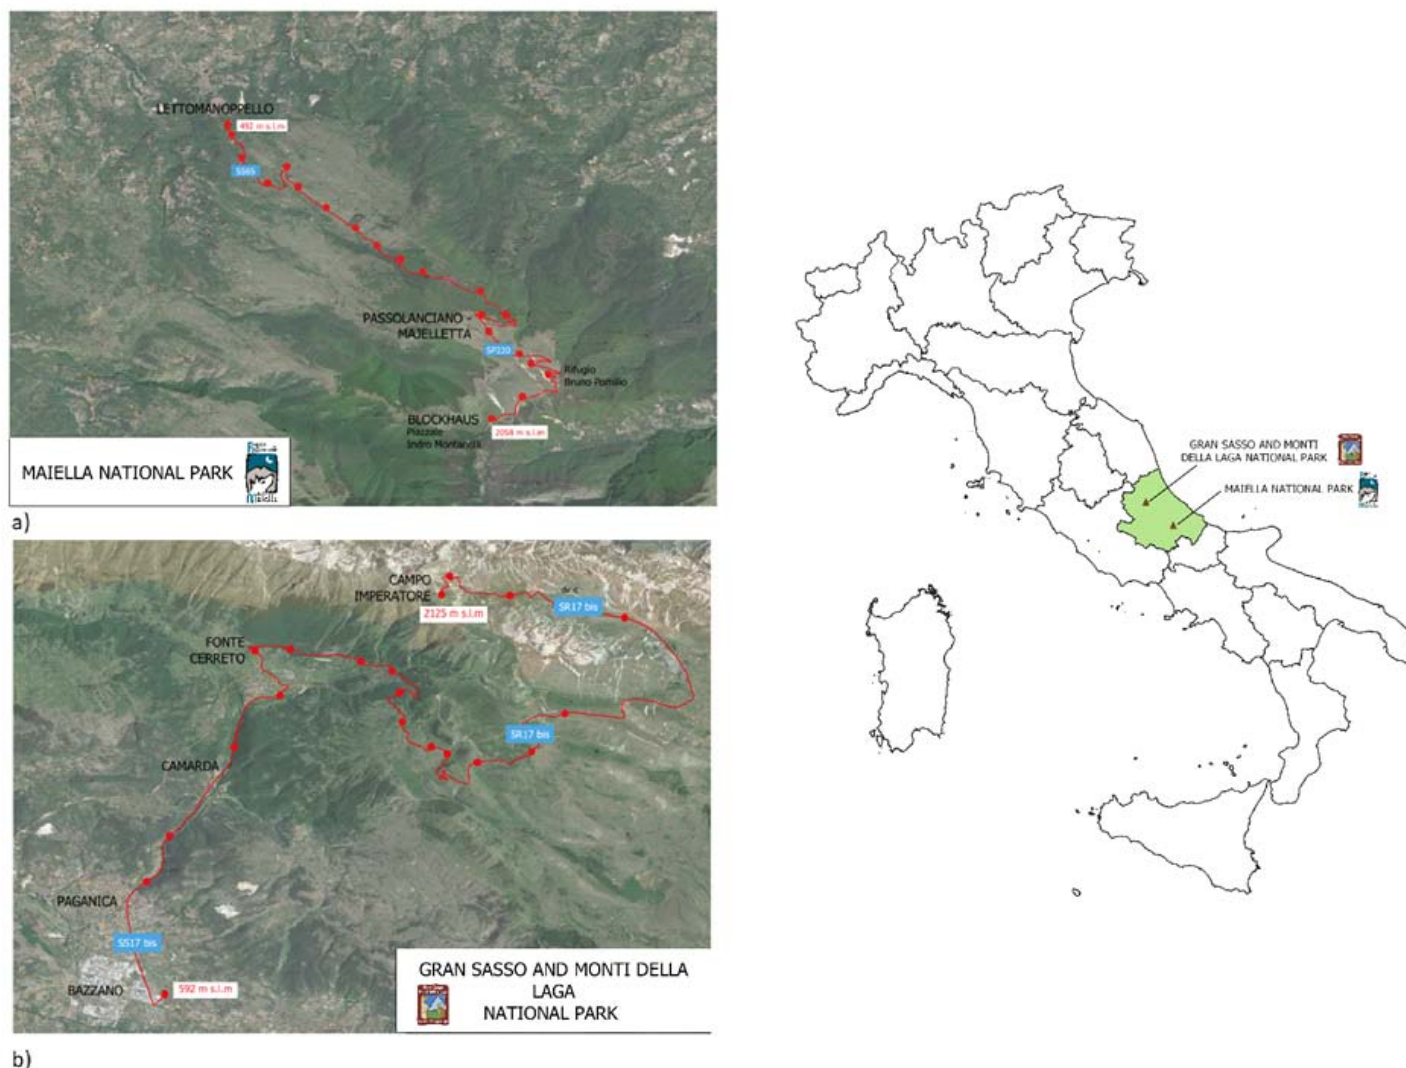 LETTOMANOPPELLO
492 m s.l.m
SS65
PASSOLANCIANO -
MAJELLETTA
SP220
Rifugio
Bruno Pomilio
BLOCKHAUS
Piazzale
Indro Montanelli
2054 m s.l.m
MAIELLA NATIONAL PARK
a)
CAMPO
IMPERATORE
2125 m s.l.m
SR17 bis
FONTE
CERRETO
SR17 bis
CAMARDA
PAGANICA
SS17 bis
BAZZANO
592 m s.l.m
GRAN SASSO AND MONTI DELLA
LAGA
NATIONAL PARK
b)
GRAN SASSO AND MONTI
DELLA LAGA NATIONAL PARK
MAIELLA NATIONAL PARK